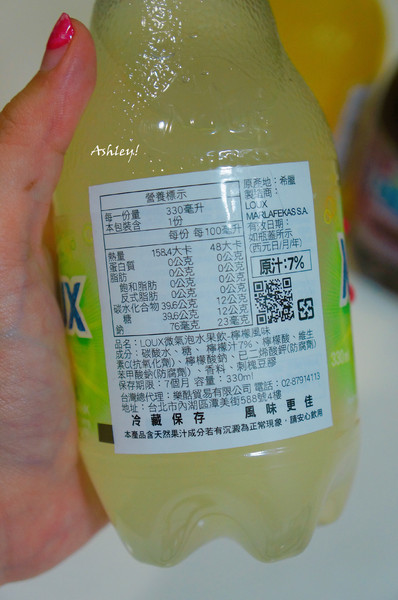 Ashley!
營養標示
每一份量 330毫升
本包裝含 1份
每份 每100毫升
熱量 158.4大卡 48大卡
蛋白質 0公克 0公克
脂肪 0公克 0公克
飽和脂肪 0公克 0公克
反式脂肪 0公克 0公克
碳水化合物 39.6公克 12公克
糖 39.6公克 12公克
鈉 76毫克 23毫克
原產地：希臘
製造商：
LOUX
MARLAFEKAS S.A.
有效日期：
如瓶蓋所示
(西元日/月/年)
原汁：7%
品名：LOUX微氣泡水果飲-檸檬風味
成分：碳酸水、糖、檸檬汁7%、檸檬酸、維生
素C(抗氧化劑)、檸檬酸鈉、己二烯酸鉀(防腐劑)、
苯甲酸鈉(防腐劑)、香料、刺槐豆膠
保存期限：7個月 容量：330ml
台灣總代理：樂酷貿易有限公司 電話：02-87914113
地址：台北市內湖區潭美街588號4樓
冷藏保存 風味更佳
本產品含天然果汁成分若有沉澱為正常現象，請安心飲用
UX
330ml